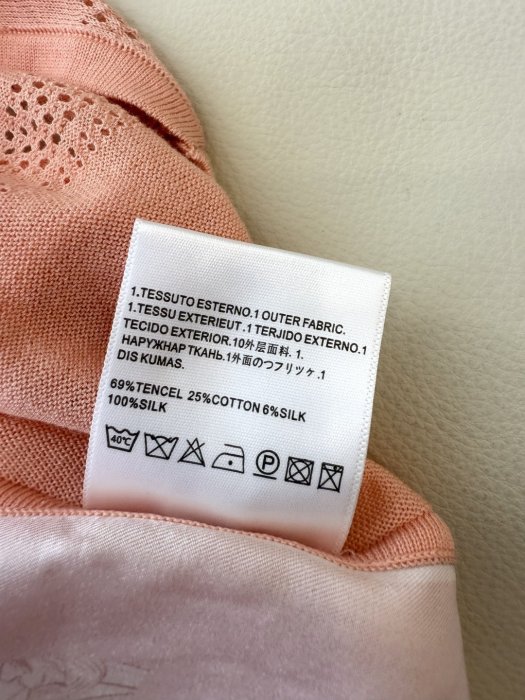 1.TESSUTO ESTERNO.1 OUTER FABRIC.
1.TESSU EXTERIEUT .1 TERJIDO EXTERNO.1
TECIDO EXTERIOR. 10外层面料. 1.
НАРУЖНАР ТКАНЬ.1外面のつフリツケ .1
DIS KUMAS.
69%TENCEL 25%COTTON 6%SILK
100%SILK
40℃
P